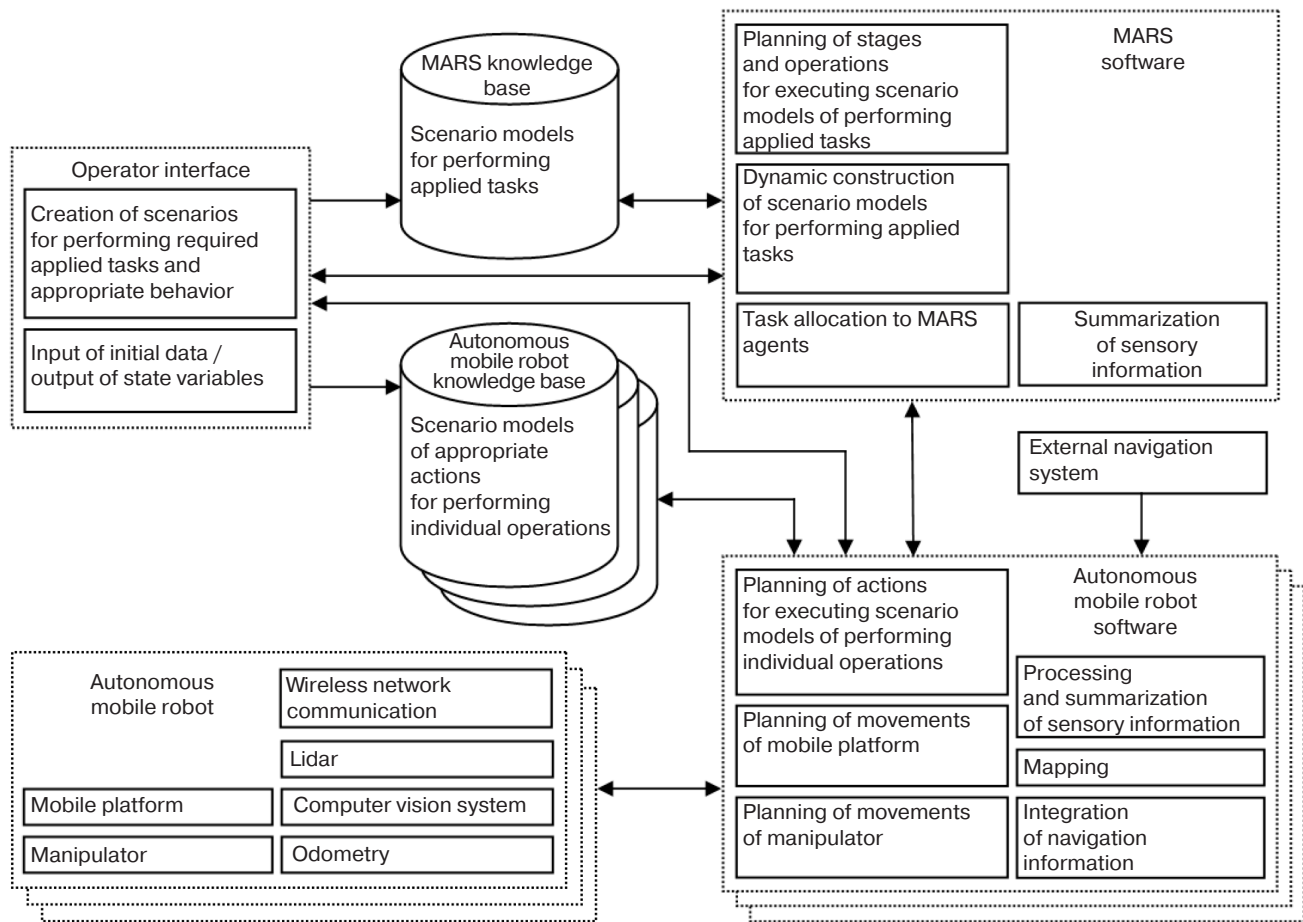 Operator interface
Creation of scenarios
for performing required
applied tasks and
appropriate behavior
Input of initial data /
output of state variables
MARS knowledge
base
Scenario models
for performing
applied tasks
Autonomous
mobile robot
knowledge base
Scenario models
of appropriate
actions
for performing
individual operations
MARS
software
Planning of stages
and operations
for executing scenario
models of performing
applied tasks
Dynamic construction
of scenario models
for performing applied
tasks
Task allocation to MARS
agents
Summarization
of sensory
information
External navigation
system
Autonomous
mobile robot
software
Planning of actions
for executing scenario
models of performing
individual operations
Planning of movements
of mobile platform
Planning of movements
of manipulator
Processing
and summarization
of sensory information
Mapping
Integration
of navigation
information
Autonomous
mobile robot
Wireless network
communication
Lidar
Mobile platform
Computer vision system
Manipulator
Odometry